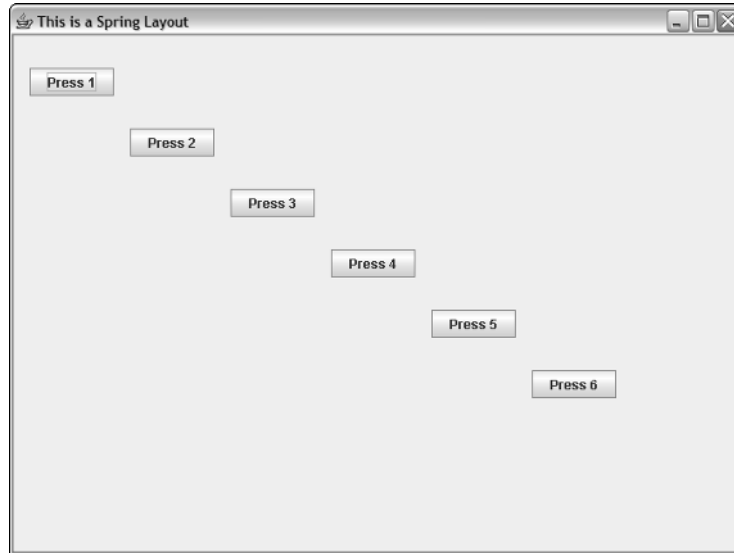 This is a Spring Layout
Press 1
Press 2
Press 3
Press 4
Press 5
Press 6